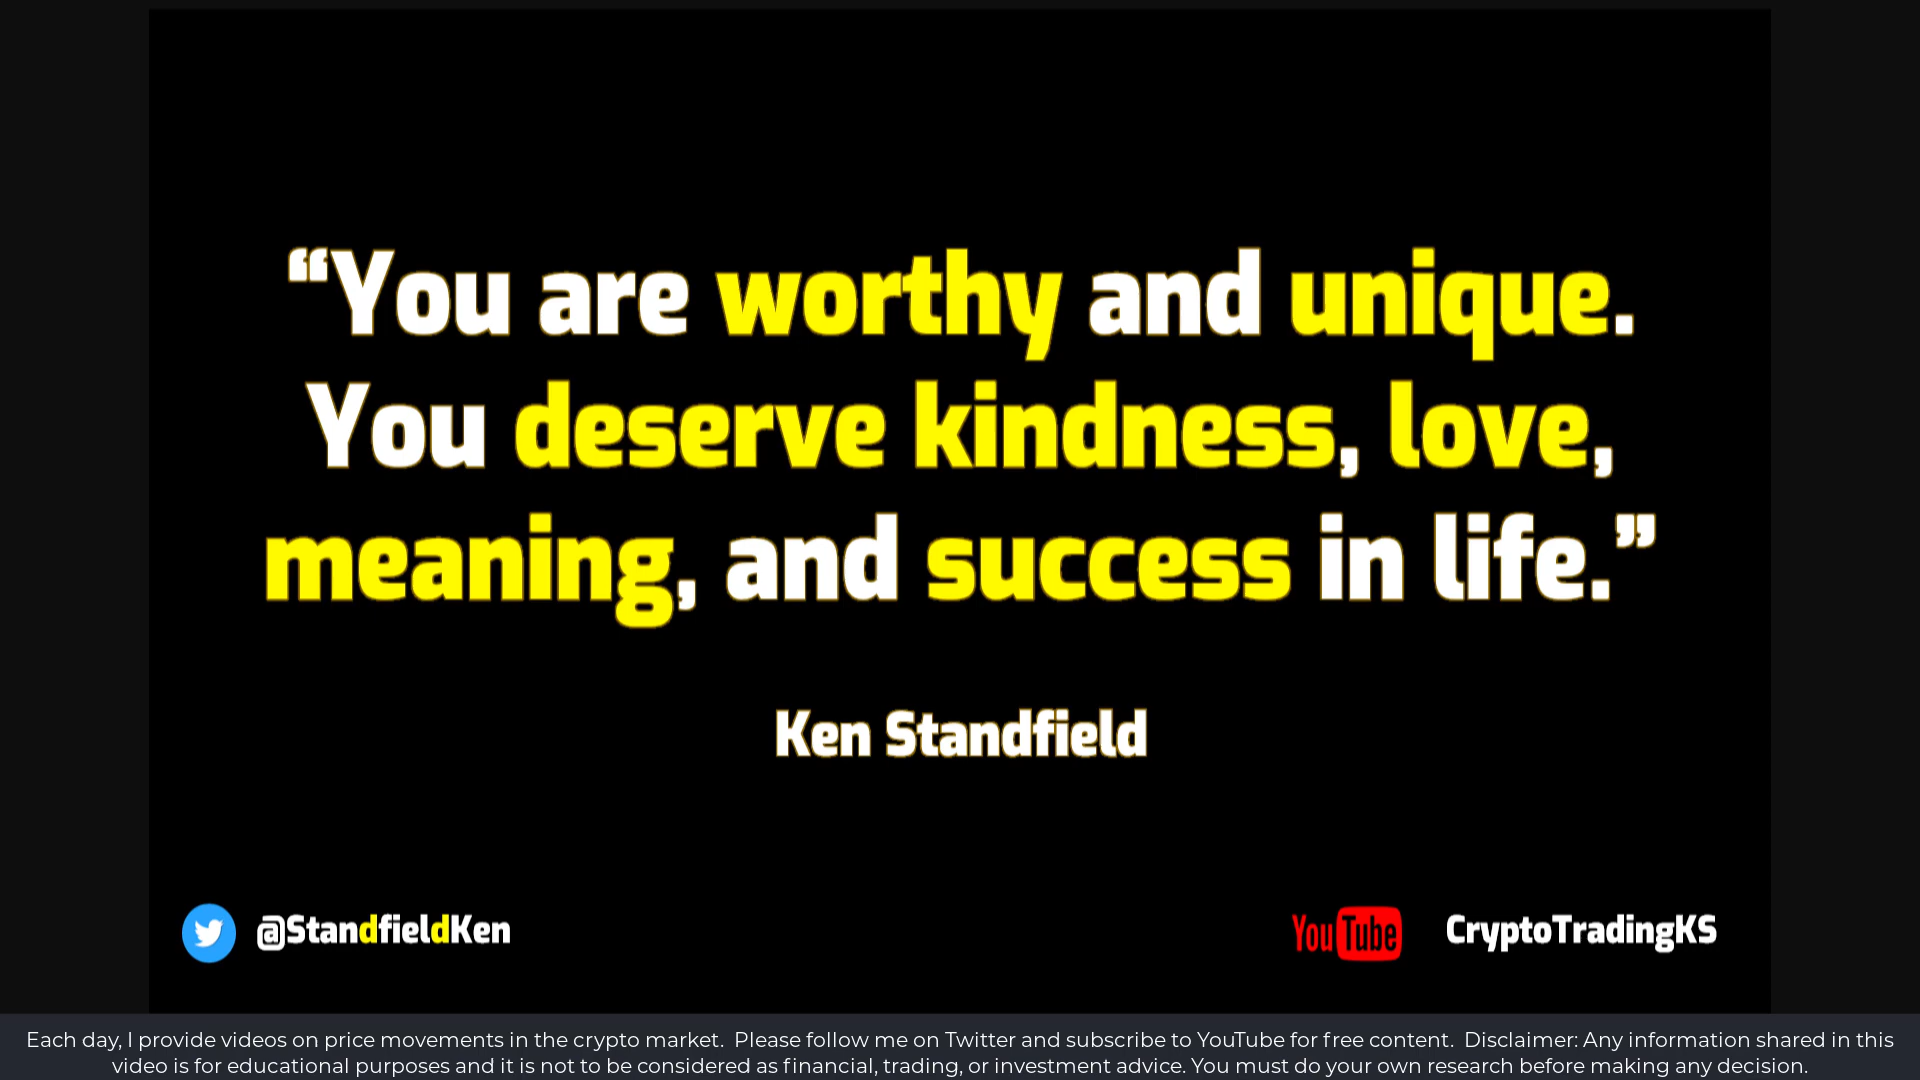 “You are worthy and unique.
You deserve kindness, love,
meaning, and success in life.”
Ken Standfield
@StandfieldKen
YouTube CryptoTradingKS
Each day, I provide videos on price movements in the crypto market.  Please follow me on Twitter and subscribe to YouTube for free content.  Disclaimer: Any information shared in this
video is for educational purposes and it is not to be considered as financial, trading, or investment advice. You must do your own research before making any decision.